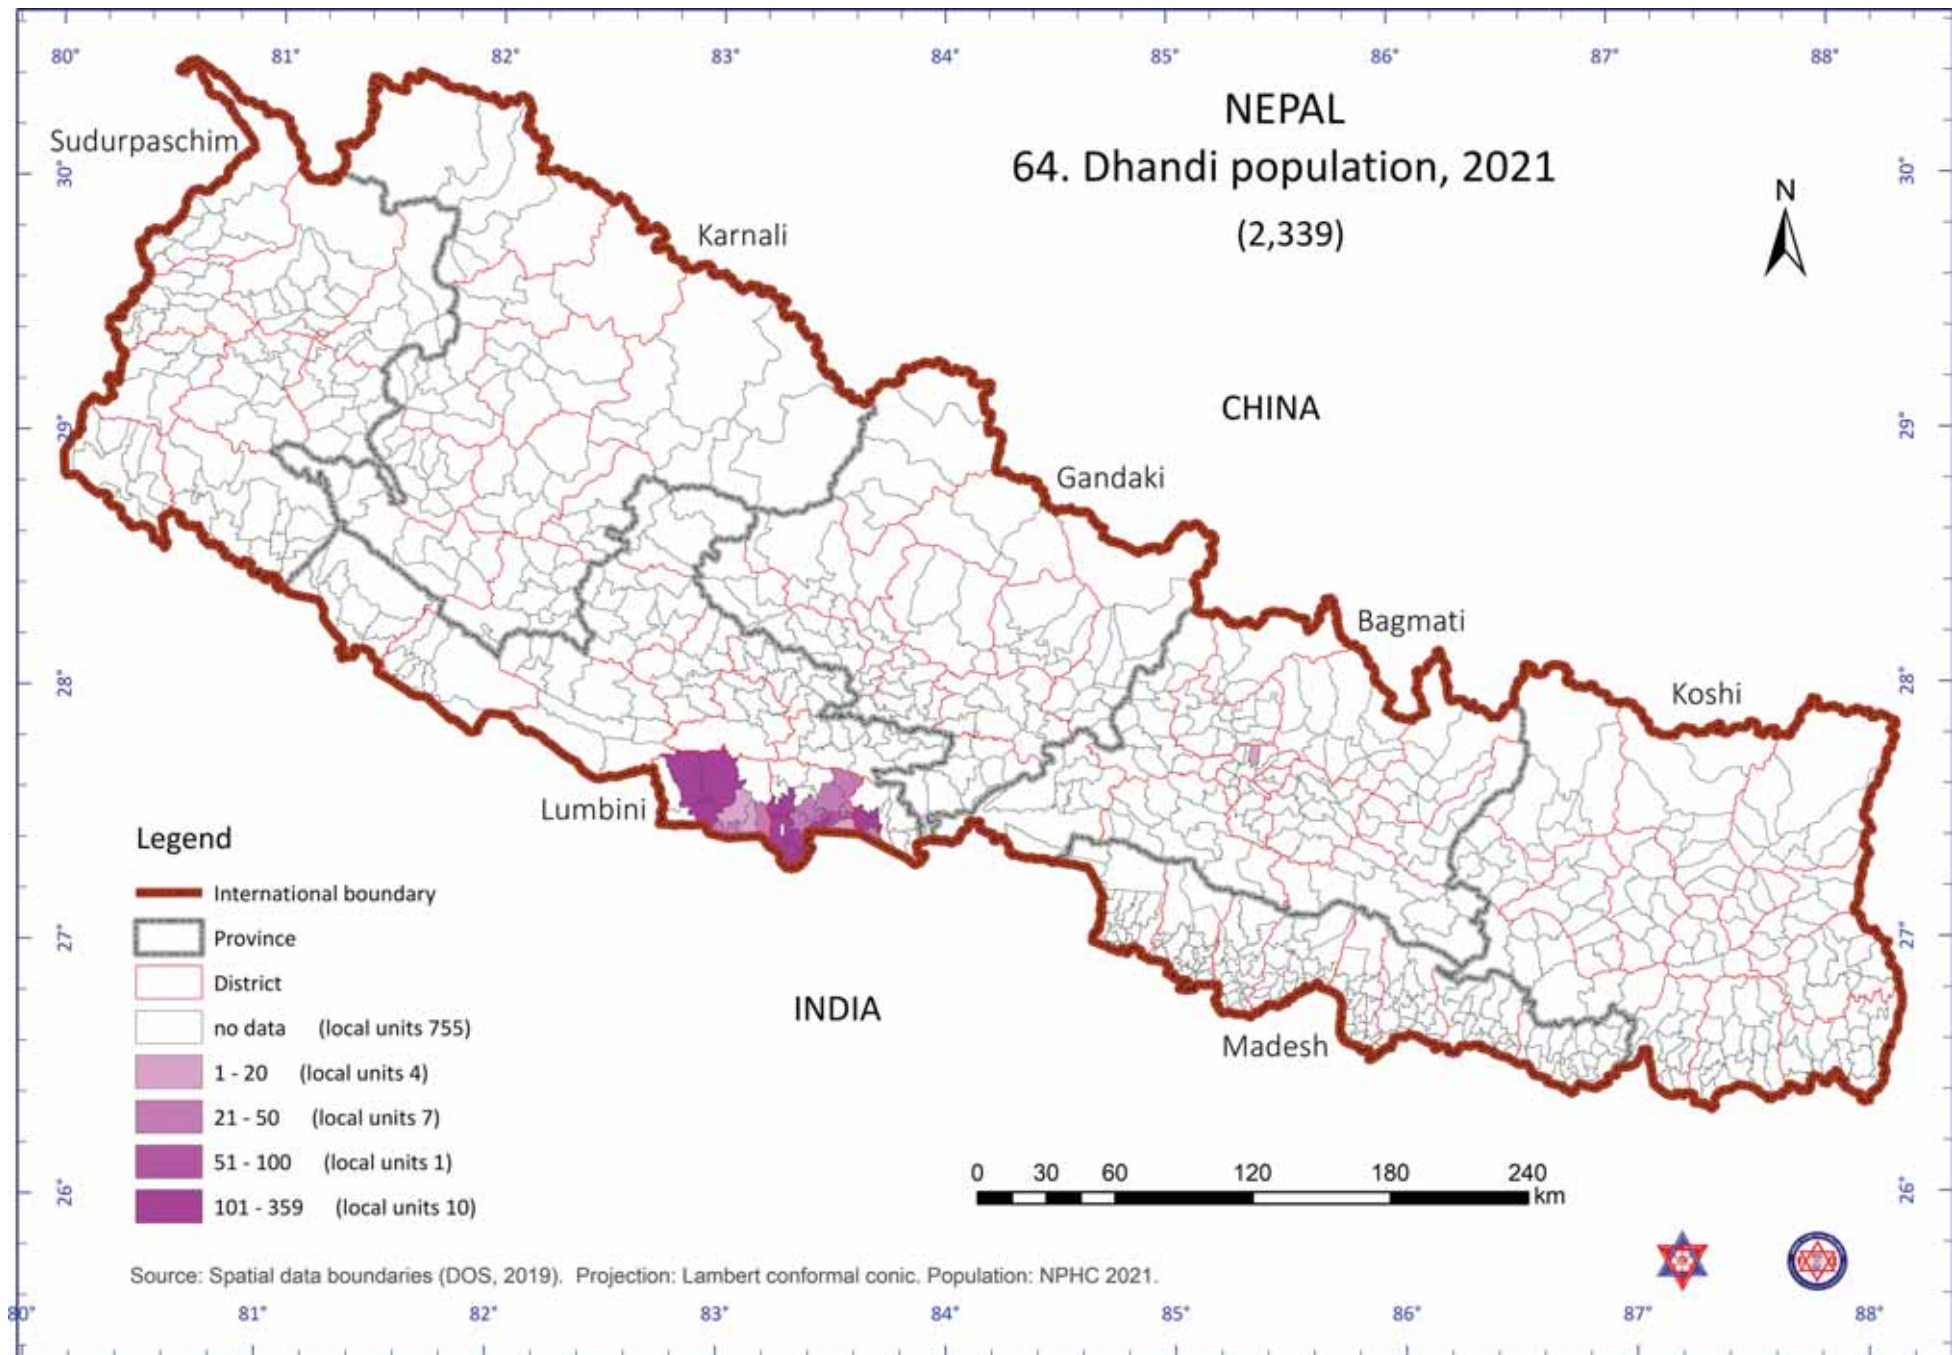 80° 81° 82° 83° 84° 85° 86° 87° 88°
NEPAL
64. Dhandi population, 2021
(2,339)
N
Sudurpaschim
30° 30°
Karnali
CHINA
29° 29°
Gandaki
Bagmati
28° 28°
Koshi
Lumbini
Legend
International boundary
Province
27° 27°
District
INDIA
no data (local units 755)
Madesh
1 - 20 (local units 4)
21 - 50 (local units 7)
51 - 100 (local units 1)
101 - 359 (local units 10)
0 30 60 120 180 240
km
26° 26°
Source: Spatial data boundaries (DOS, 2019). Projection: Lambert conformal conic. Population: NPHC 2021.
80° 81° 82° 83° 84° 85° 86° 87° 88°